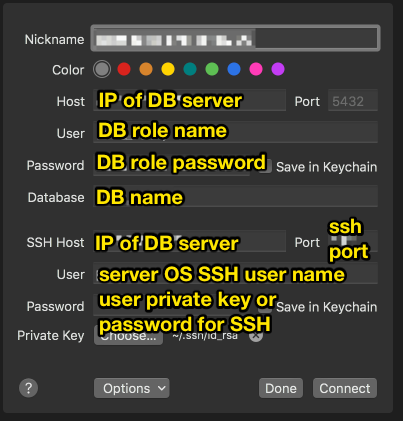 Nickname
Color
Host IP of DB server Port 5432
User DB role name
Password DB role password Save in Keychain
Database DB name
SSH Host IP of DB server Port ssh port
User server OS SSH user name
Password user private key or password for SSH Save in Keychain
Private Key Choose... ~/.ssh/id_rsa
? Options Done Connect